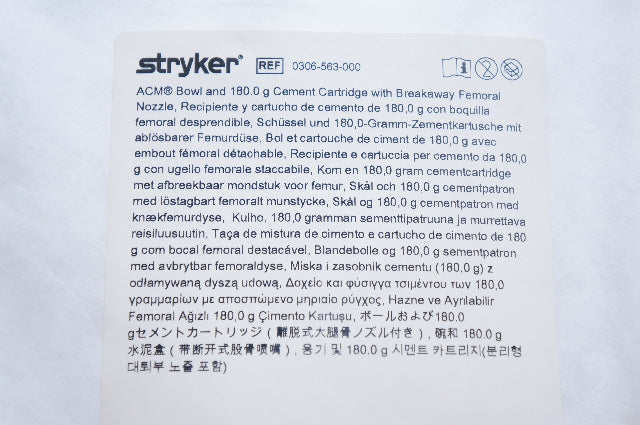 stryker® REF 0306-563-000
ACM® Bowl and 180.0 g Cement Cartridge with Breakaway Femoral
Nozzle, Recipiente y cartucho de cemento de 180,0 g con boquilla
femoral desprendible, Schüssel und 180,0-Gramm-Zementkartusche mit
ablösbarer Femurdüse, Bol et cartouche de ciment de 180,0 g avec
embout fémoral détachable, Recipiente e cartuccia per cemento da 180,0
g con ugello femorale staccabile, Kom en 180,0 gram cementcartridge
met afbreekbaar mondstuk voor femur, Skål och 180,0 g cementpatron
med löstagbart femoralt munstycke, Skål og 180,0 g cementpatron med
knækfemurdyse, Kulho, 180,0 gramman sementtipatruuna ja murrettava
reisiluusuutin, Taça de mistura de cimento e cartucho de cimento de 180
g com bocal femoral destacável, Blandebolle og 180,0 g sementpatron
med avbrytbar femoraldyse, Miska i zasobnik cementu (180,0 g) z
odłamywaną dyszą udową, Δοχείο και φύσιγγα τσιμέντου των 180,0
γραμμαρίων με αποσπώμενο μηριαίο ρύγχος, Hazne ve Ayrılabilir
Femoral Ağızlı 180,0 g Çimento Kartuşu, ボールおよび180.0
gセメントカートリッジ（離脱式大腿骨ノズル付き）, 碗和 180.0 g
水泥盒（带断开式股骨喷嘴）, 용기 및 180.0 g 시멘트 카트리지(분리형
대퇴부 노즐 포함)